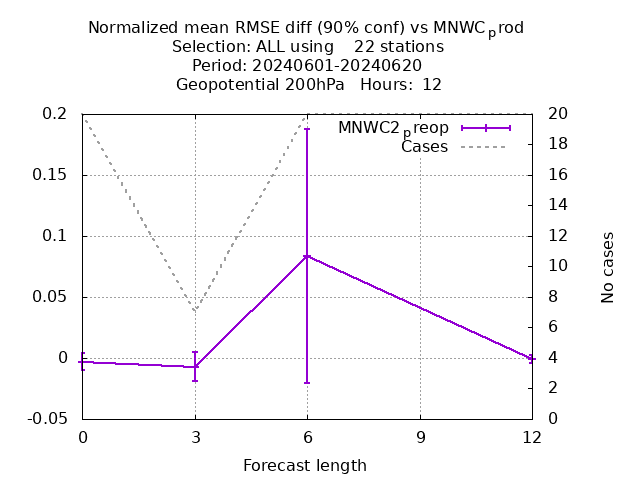 Normalized mean RMSE diff (90% conf) vs MNWCprod
Selection: ALL using    22 stations
Period: 20240601-20240620
Geopotential 200hPa   Hours:  12
MNWC2preop
Cases
0.2
0.15
0.1
0.05
0
-0.05
20
18
16
14
12
10
8
6
4
2
0
No cases
0 3 6 9 12
Forecast length